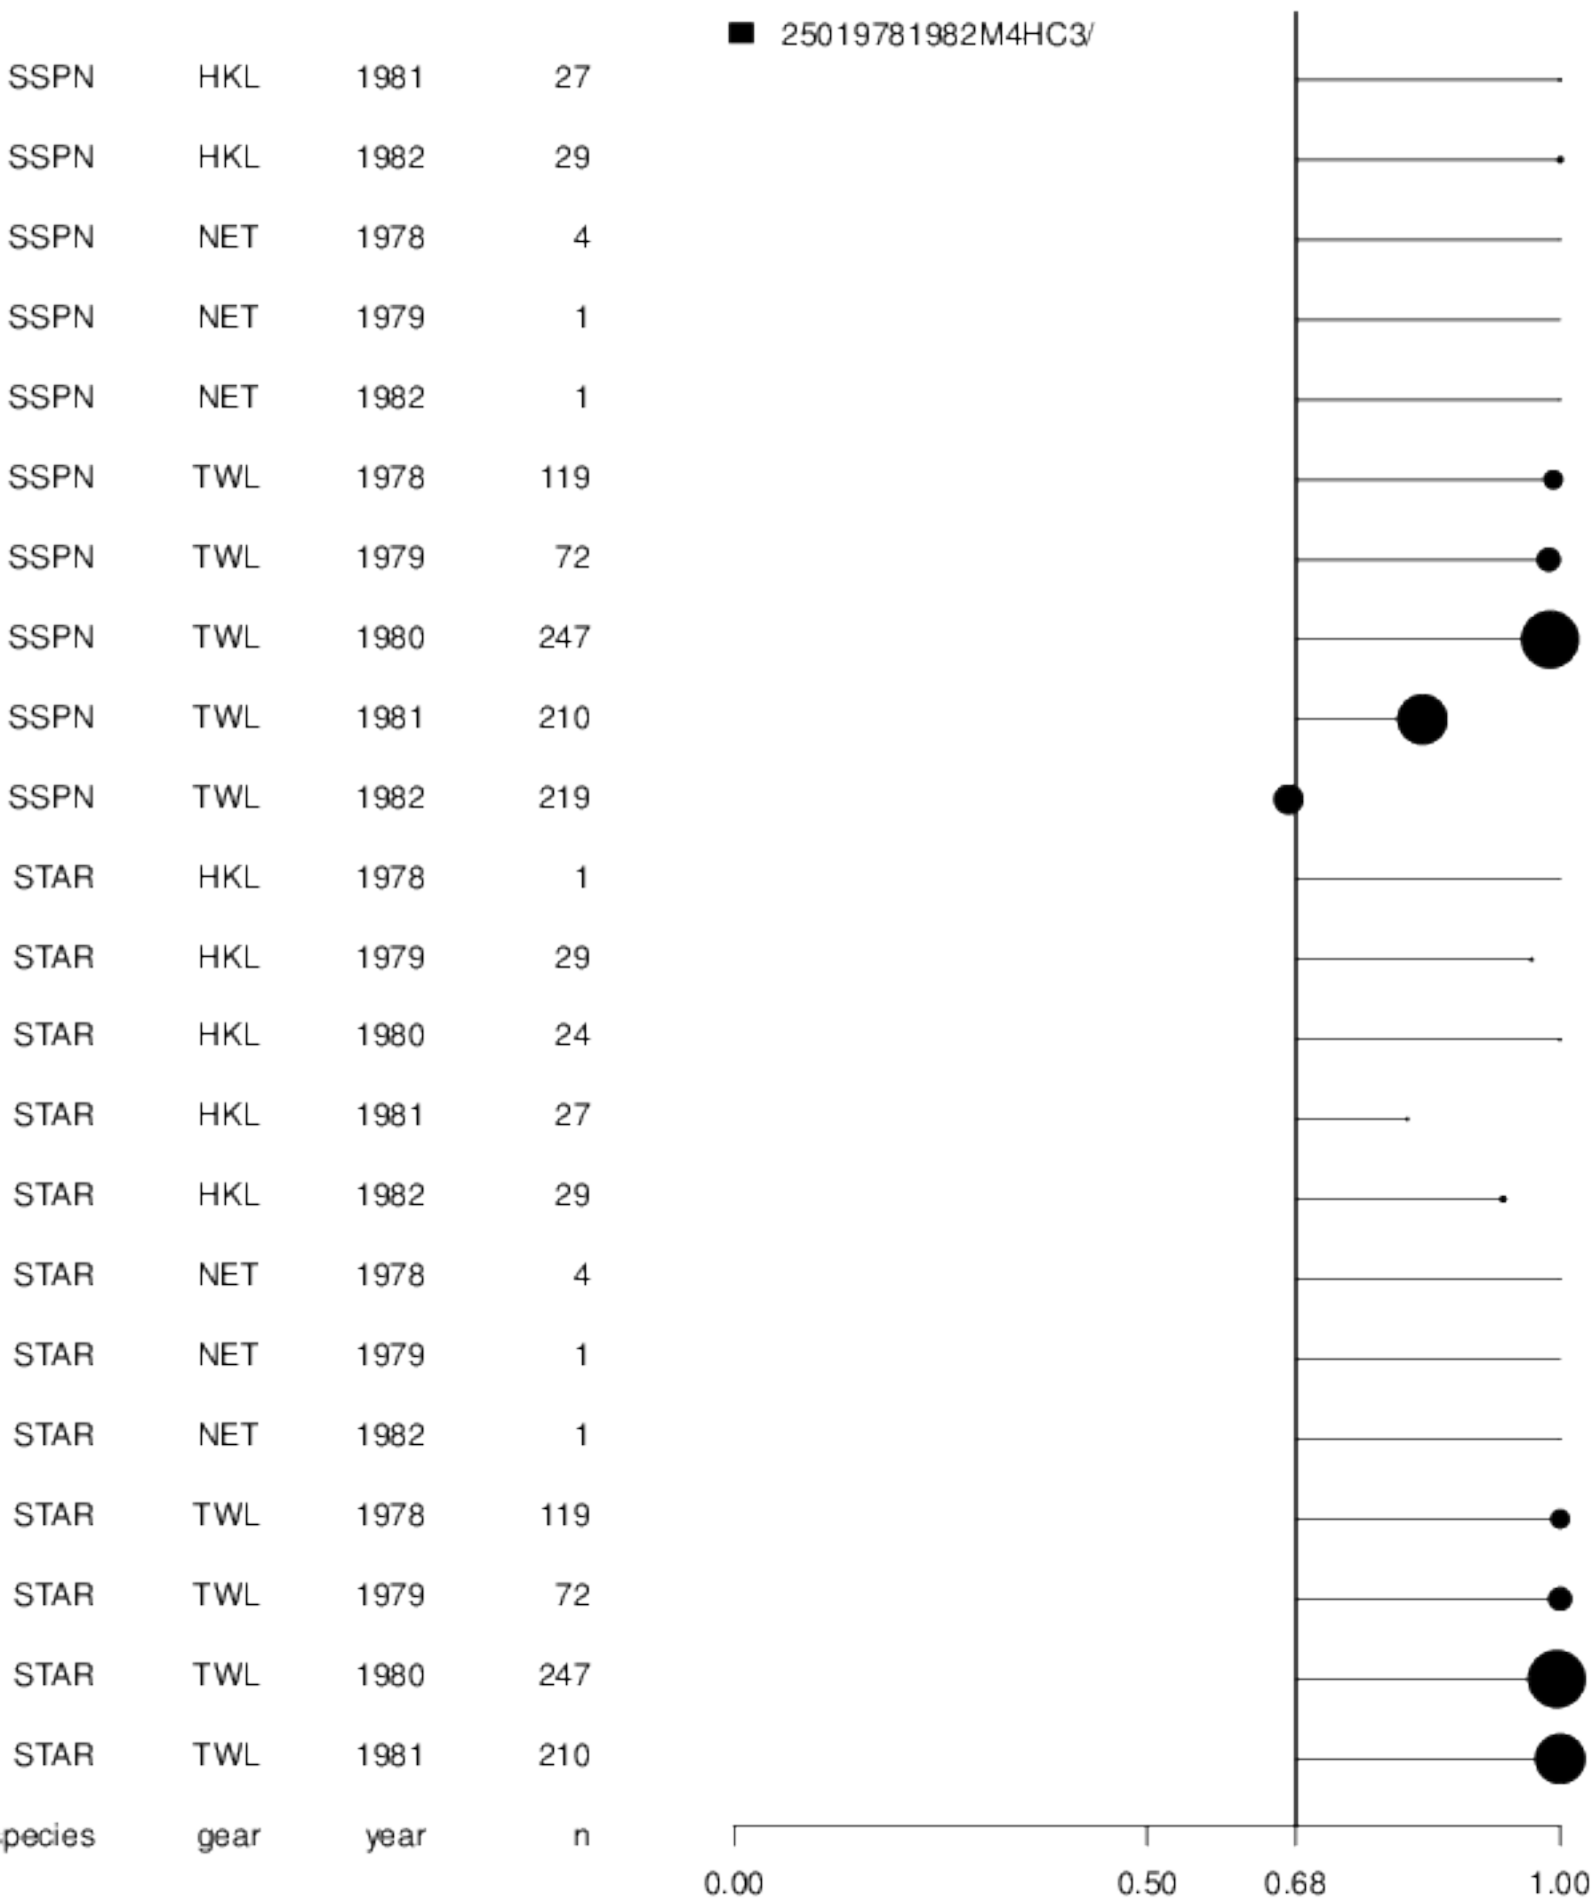 25019781982M4HC3/
SSPN HKL 1981 27
SSPN HKL 1982 29
SSPN NET 1978 4
SSPN NET 1979 1
SSPN NET 1982 1
SSPN TWL 1978 119
SSPN TWL 1979 72
SSPN TWL 1980 247
SSPN TWL 1981 210
SSPN TWL 1982 219
STAR HKL 1978 1
STAR HKL 1979 29
STAR HKL 1980 24
STAR HKL 1981 27
STAR HKL 1982 29
STAR NET 1978 4
STAR NET 1979 1
STAR NET 1982 1
STAR TWL 1978 119
STAR TWL 1979 72
STAR TWL 1980 247
STAR TWL 1981 210
pecies gear year n
0.00 0.50 0.68 1.00